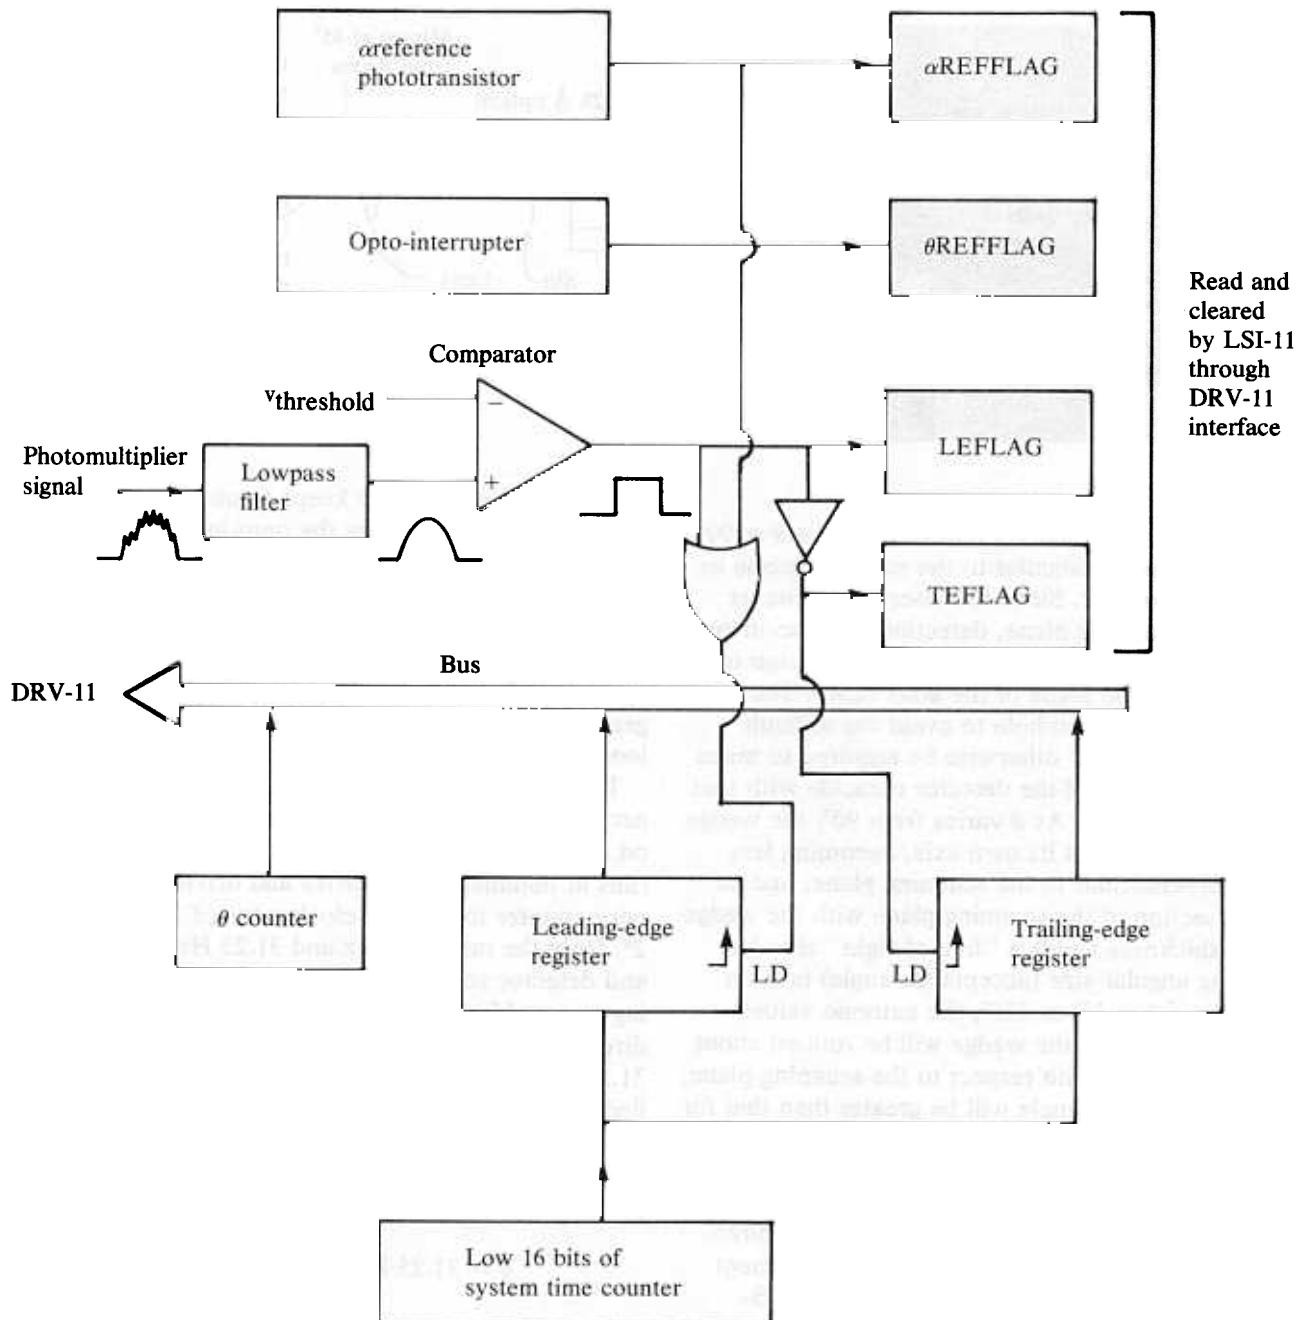 αreference
phototransistor
αREFFLAG
Opto-interrupter
θREFFLAG
Read and
cleared
by LSI-11
through
DRV-11
interface
Comparator
vthreshold
−
+
LEFLAG
Photomultiplier
signal
Lowpass
filter
TEFLAG
Bus
DRV-11
θ counter
Leading-edge
register
LD
LD
Trailing-edge
register
Low 16 bits of
system time counter